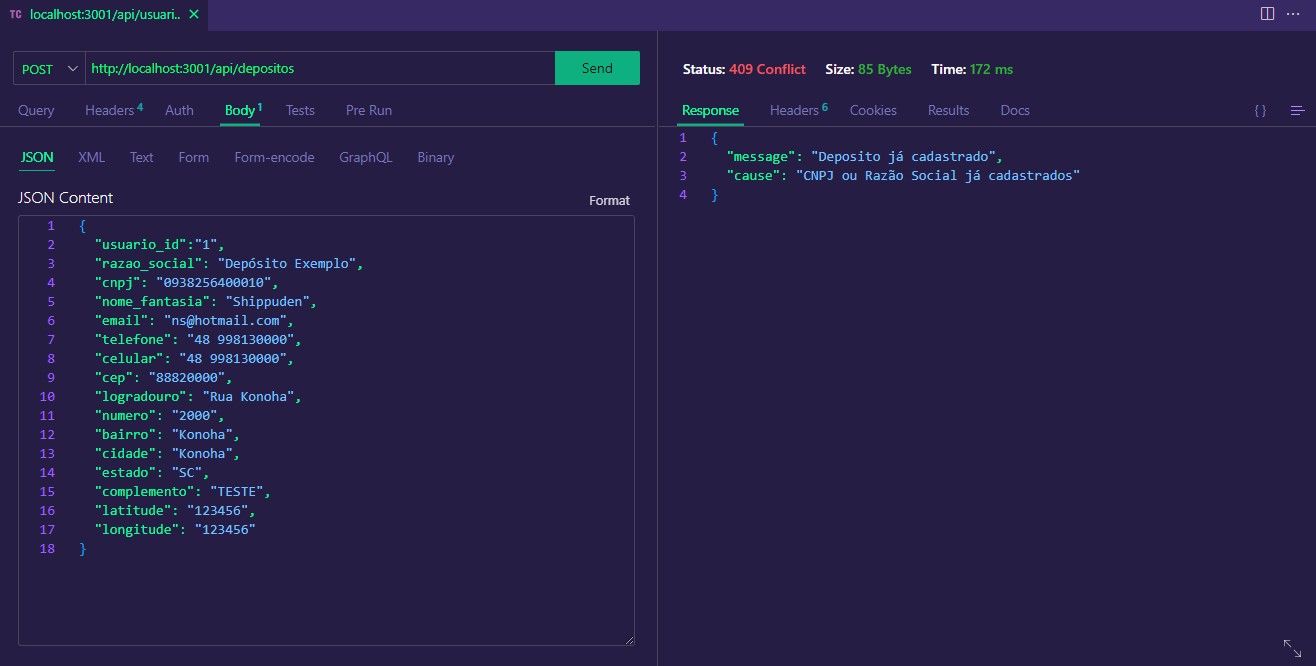 TC localhost:3001/api/usuari.. ×
POST http://localhost:3001/api/depositos Send
Query Headers 4 Auth Body 1 Tests Pre Run
JSON XML Text Form Form-encode GraphQL Binary
JSON Content Format
1 {
2 "usuario_id":"1",
3 "razao_social": "Depósito Exemplo",
4 "cnpj": "0938256400010",
5 "nome_fantasia": "Shippuden",
6 "email": "ns@hotmail.com",
7 "telefone": "48 998130000",
8 "celular": "48 998130000",
9 "cep": "88820000",
10 "logradouro": "Rua Konoha",
11 "numero": "2000",
12 "bairro": "Konoha",
13 "cidade": "Konoha",
14 "estado": "SC",
15 "complemento": "TESTE",
16 "latitude": "123456",
17 "longitude": "123456"
18 }
Status: 409 Conflict Size: 85 Bytes Time: 172 ms
Response Headers 6 Cookies Results Docs { }
1 {
2 "message": "Deposito já cadastrado",
3 "cause": "CNPJ ou Razão Social já cadastrados"
4 }